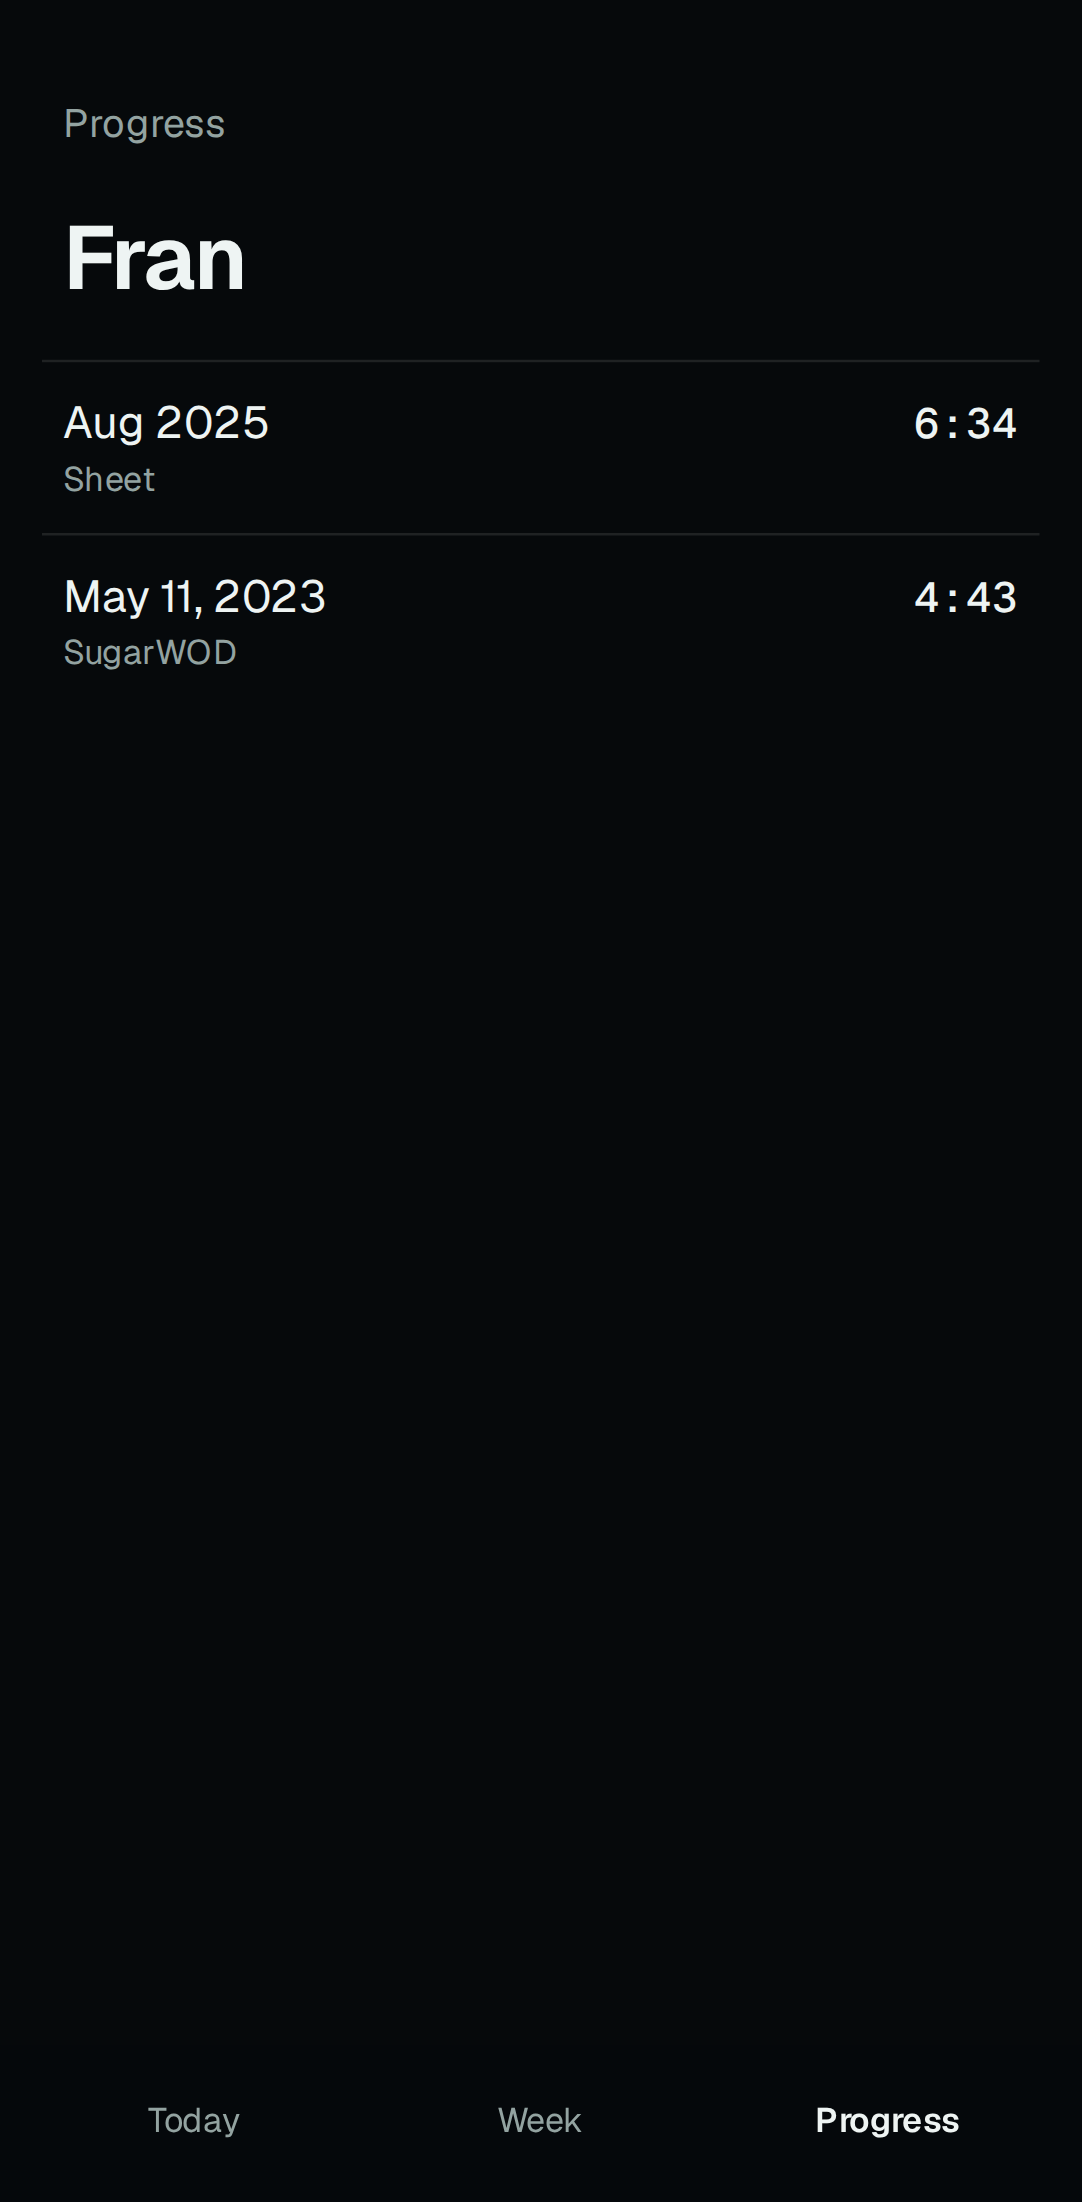 Progress
Fran
Aug 2025 6:34
Sheet
May 11, 2023 4:43
SugarWOD
Today Week Progress